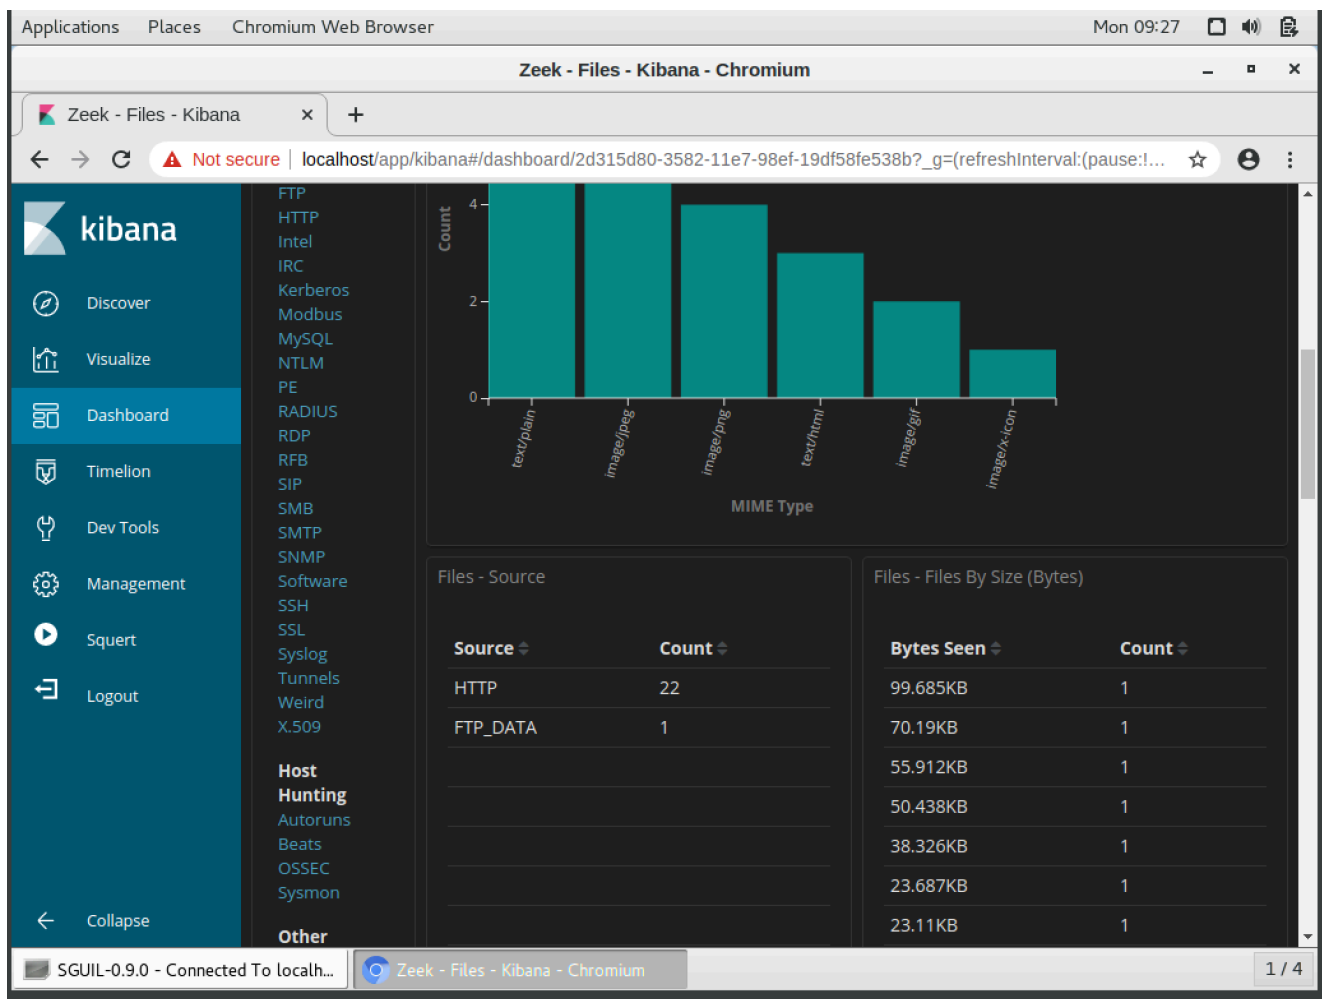 Applications Places Chromium Web Browser Mon 09:27
Zeek - Files - Kibana - Chromium
Zeek - Files - Kibana
Not secure localhost/app/kibana#/dashboard/2d315d80-3582-11e7-98ef-19df58fe538b?_g=(refreshInterval:(pause:!...
kibana
Discover
Visualize
Dashboard
Timelion
Dev Tools
Management
Squert
Logout
Collapse
FTP
HTTP
Intel
IRC
Kerberos
Modbus
MySQL
NTLM
PE
RADIUS
RDP
RFB
SIP
SMB
SMTP
SNMP
Software
SSH
SSL
Syslog
Tunnels
Weird
X.509
Host
Hunting
Autoruns
Beats
OSSEC
Sysmon
Other
Count
4
2
0
text/plain
image/jpeg
image/png
text/html
image/gif
image/x-icon
MIME Type
Files - Source
Source Count
HTTP 22
FTP_DATA 1
Files - Files By Size (Bytes)
Bytes Seen Count
99.685KB 1
70.19KB 1
55.912KB 1
50.438KB 1
38.326KB 1
23.687KB 1
23.11KB 1
SGUIL-0.9.0 - Connected To localh...
Zeek - Files - Kibana - Chromium
1 / 4